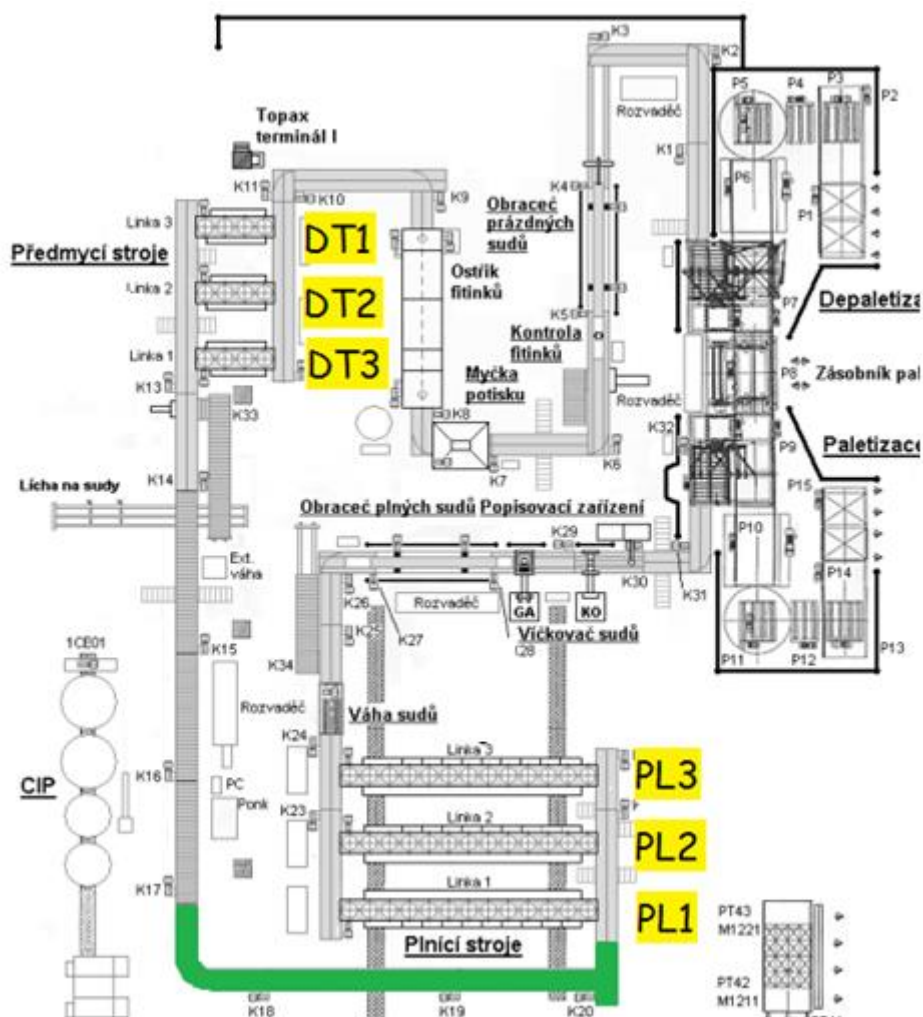 K3
K2
P5
P4
P3
P2
Rozvaděč
Topax
terminál I
K1
K11
K10
K9
K4
P6
P1
Obraceč
prázdných
sudů
Linka 3
DT1
Předmycí stroje
Ostřik
fitinků
Linka 2
DT2
P7
Depaletiza
K5
Kontrola
fitinků
Linka 1
DT3
Myčka
potisku
P8
Zásobník pal
K13
K33
K8
Rozvaděč
K32
P9
Paletizace
K6
K7
K14
P15
Lícha na sudy
Obraceč plných sudů
Popisovací zařízení
K29
P10
Ext.
váha
K30
K31
P14
K26
GA
KO
Rozvaděč
K27
Víčkovač sudů
K25
1CE01
K15
K34
P11
P12
P13
Rozvaděč
Váha sudů
K24
Linka 3
PL3
CIP
K16
PC
Ponk
K23
Linka 2
PL2
K17
Linka 1
PL1
Plnící stroje
PT43
M1221
PT42
M1211
K18
K19
K20